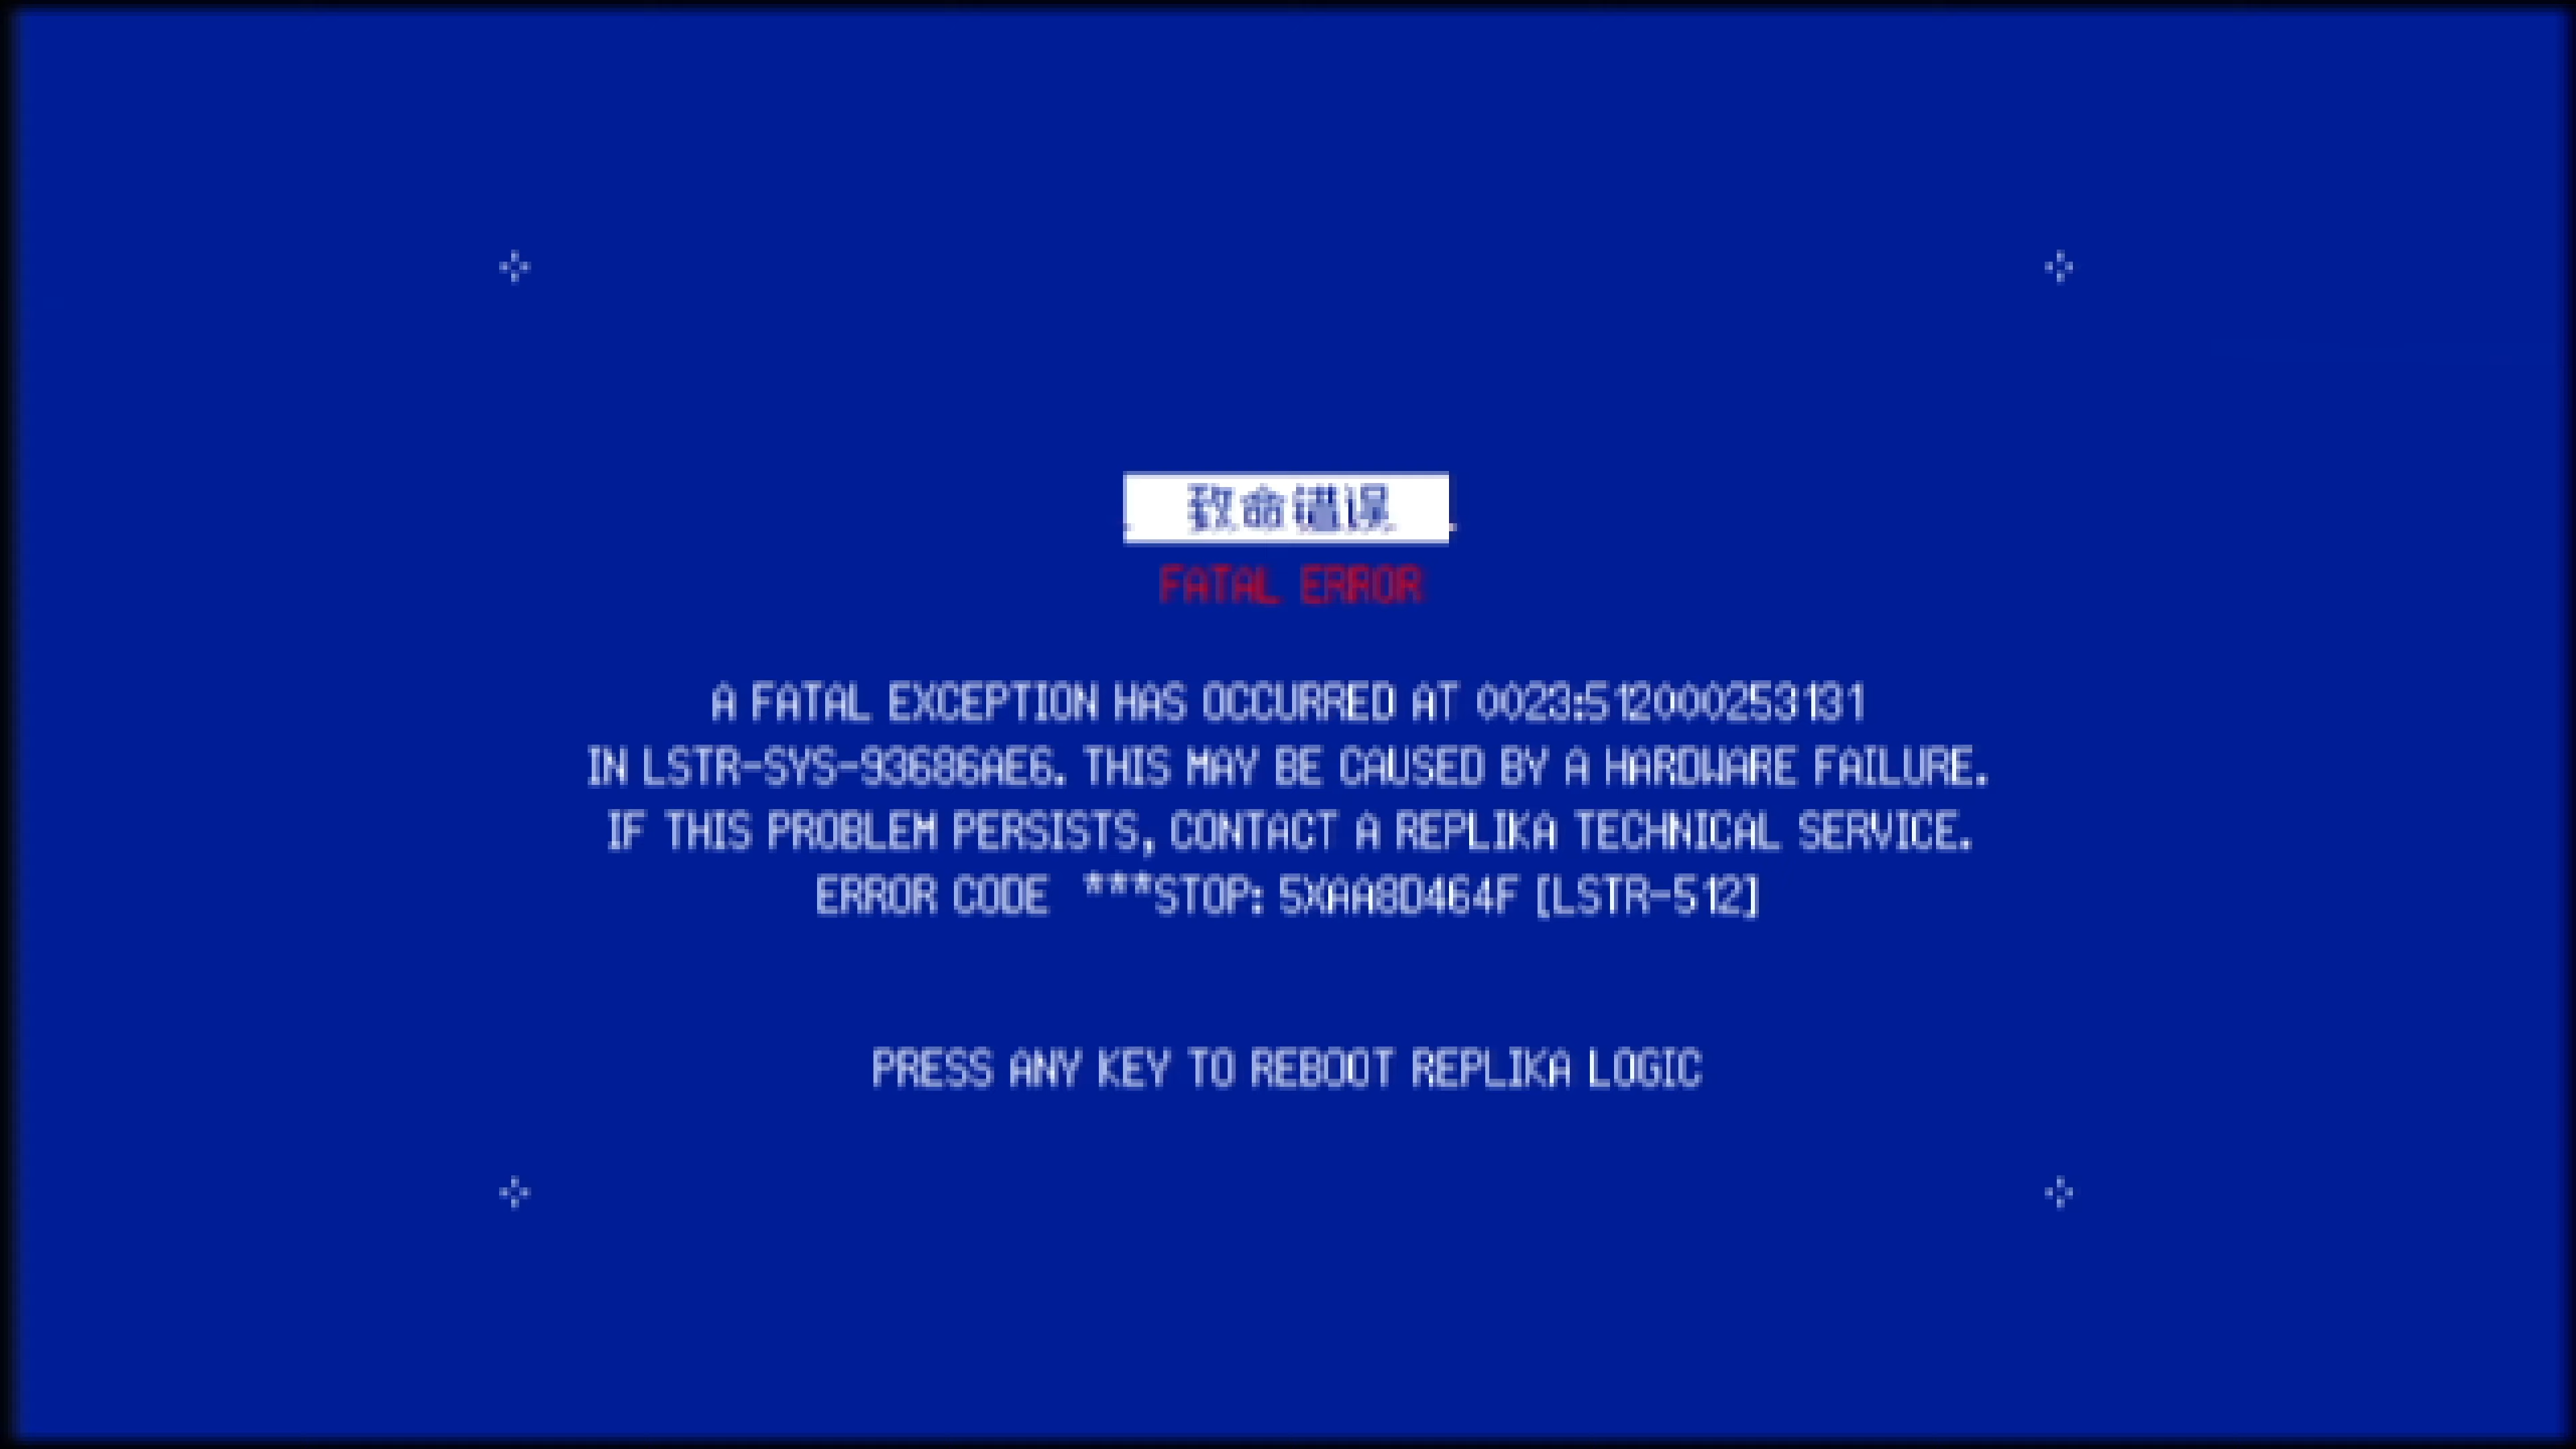 致命错误
FATAL ERROR
A FATAL EXCEPTION HAS OCCURRED AT 0023:512000253131
IN LSTR-SYS-93686AE6. THIS MAY BE CAUSED BY A HARDWARE FAILURE.
IF THIS PROBLEM PERSISTS, CONTACT A REPLIKA TECHNICAL SERVICE.
ERROR CODE ***STOP: 5XAA8D464F [LSTR-512]
PRESS ANY KEY TO REBOOT REPLIKA LOGIC